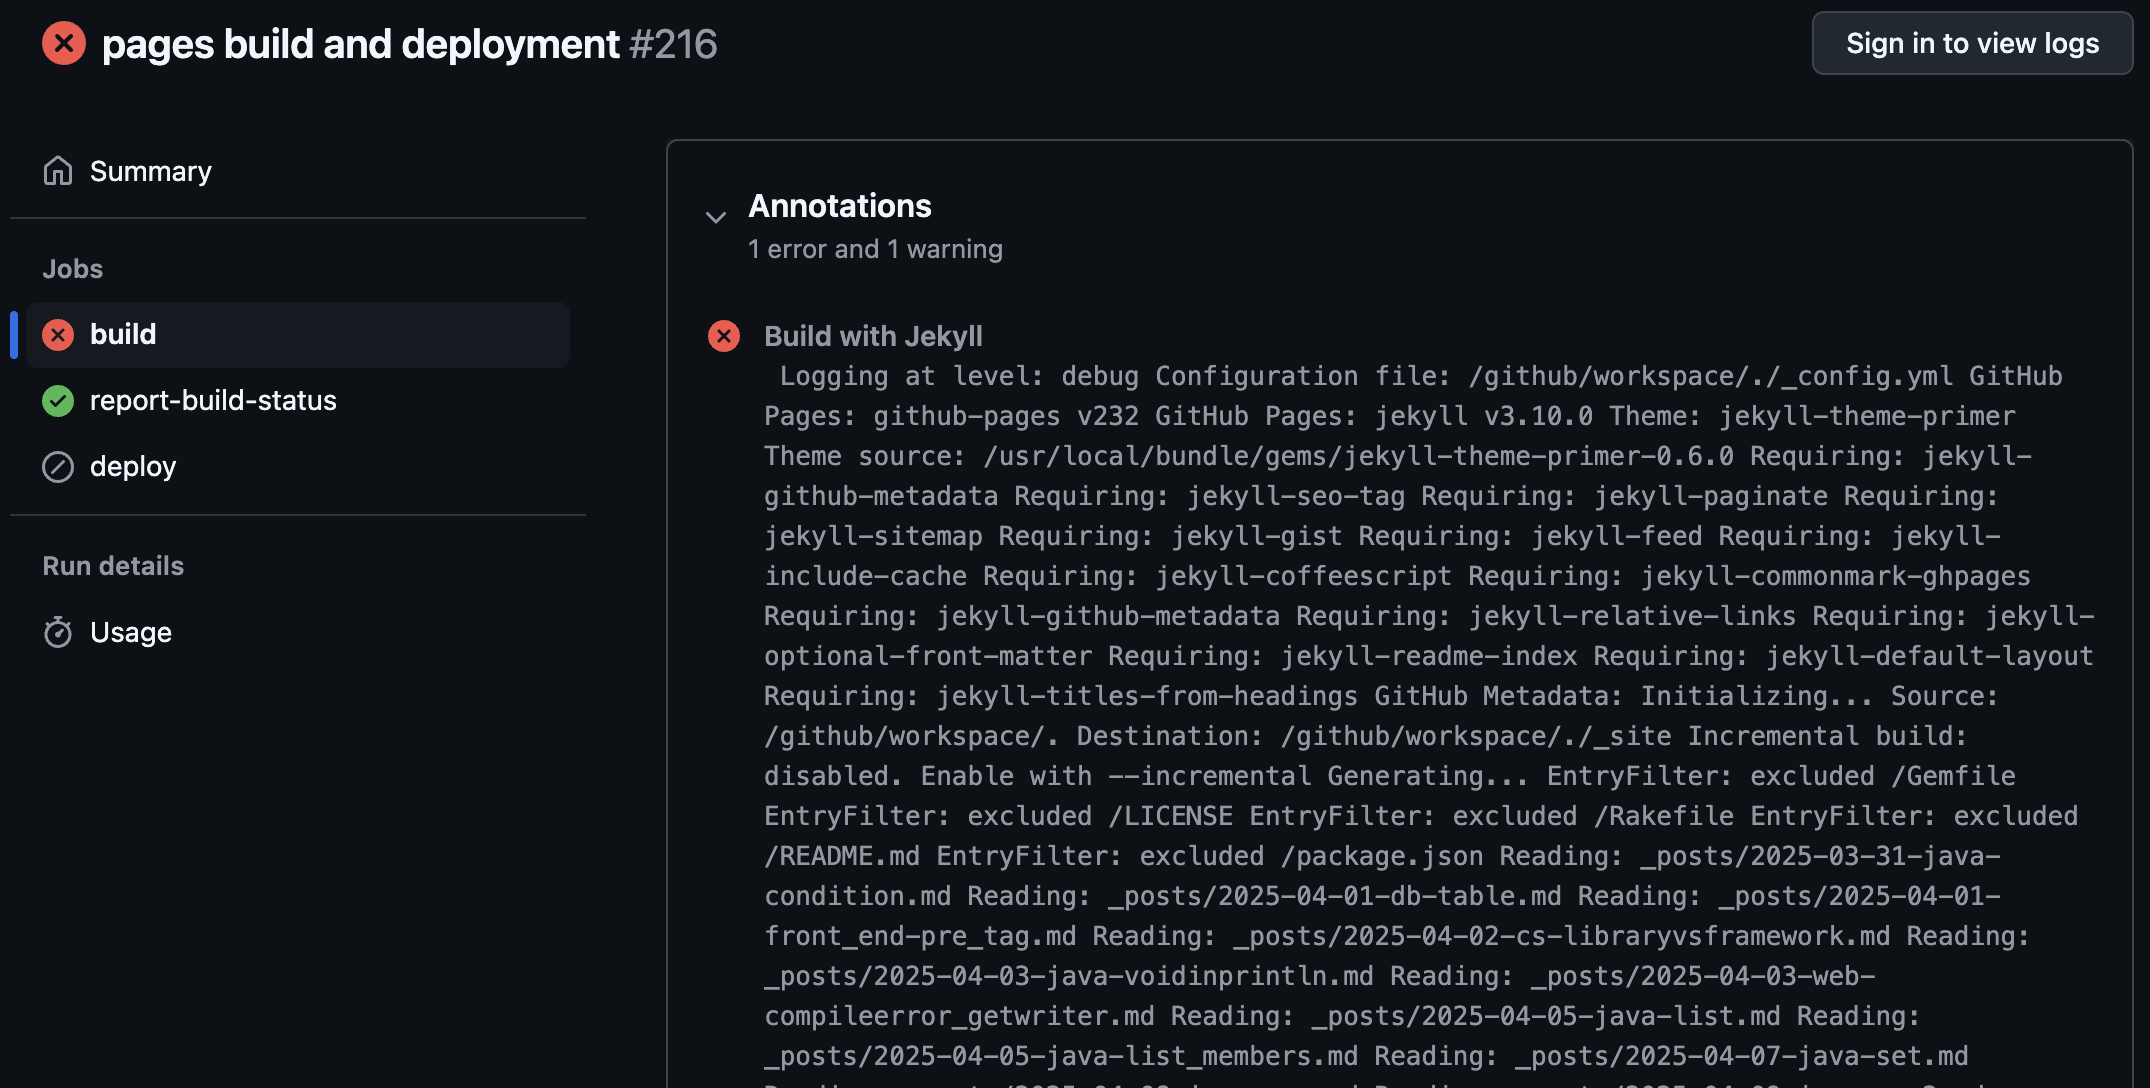 pages build and deployment #216
Sign in to view logs
Summary
Jobs
build
report-build-status
deploy
Run details
Usage
Annotations
1 error and 1 warning
Build with Jekyll
Logging at level: debug Configuration file: /github/workspace/./_config.yml GitHub
Pages: github-pages v232 GitHub Pages: jekyll v3.10.0 Theme: jekyll-theme-primer
Theme source: /usr/local/bundle/gems/jekyll-theme-primer-0.6.0 Requiring: jekyll-
github-metadata Requiring: jekyll-seo-tag Requiring: jekyll-paginate Requiring:
jekyll-sitemap Requiring: jekyll-gist Requiring: jekyll-feed Requiring: jekyll-
include-cache Requiring: jekyll-coffeescript Requiring: jekyll-commonmark-ghpages
Requiring: jekyll-github-metadata Requiring: jekyll-relative-links Requiring: jekyll-
optional-front-matter Requiring: jekyll-readme-index Requiring: jekyll-default-layout
Requiring: jekyll-titles-from-headings GitHub Metadata: Initializing... Source:
/github/workspace/. Destination: /github/workspace/./_site Incremental build:
disabled. Enable with --incremental Generating... EntryFilter: excluded /Gemfile
EntryFilter: excluded /LICENSE EntryFilter: excluded /Rakefile EntryFilter: excluded
/README.md EntryFilter: excluded /package.json Reading: _posts/2025-03-31-java-
condition.md Reading: _posts/2025-04-01-db-table.md Reading: _posts/2025-04-01-
front_end-pre_tag.md Reading: _posts/2025-04-02-cs-libraryvsframework.md Reading:
_posts/2025-04-03-java-voidinprintln.md Reading: _posts/2025-04-03-web-
compileerror_getwriter.md Reading: _posts/2025-04-05-java-list.md Reading:
_posts/2025-04-05-java-list_members.md Reading: _posts/2025-04-07-java-set.md